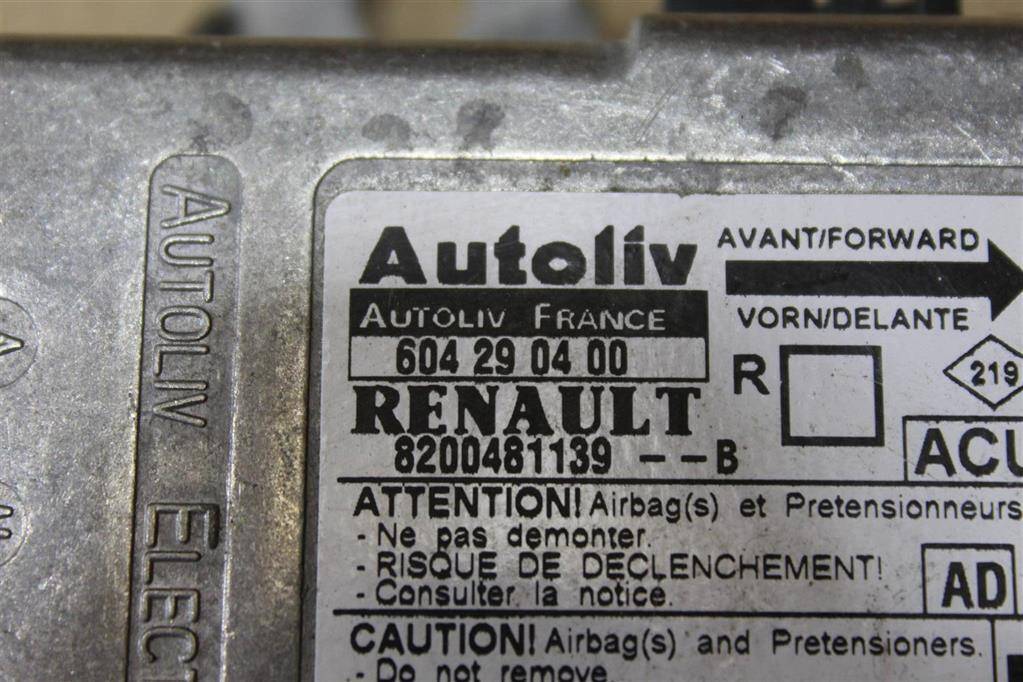 Autoliv
AVANT/FORWARD
AUTOLIV FRANCE
VORN/DELANTE
604 29 04 00
R
219
RENAULT
8200481139 --B
ATTENTION! Airbag(s) et Pretensionneurs
- Ne pas demonter.
- RISQUE DE DECLENCHEMENT!
AD
- Consulter la notice.
CAUTION! Airbag(s) and Pretensioners.
- Do not remove
AUTOLIV